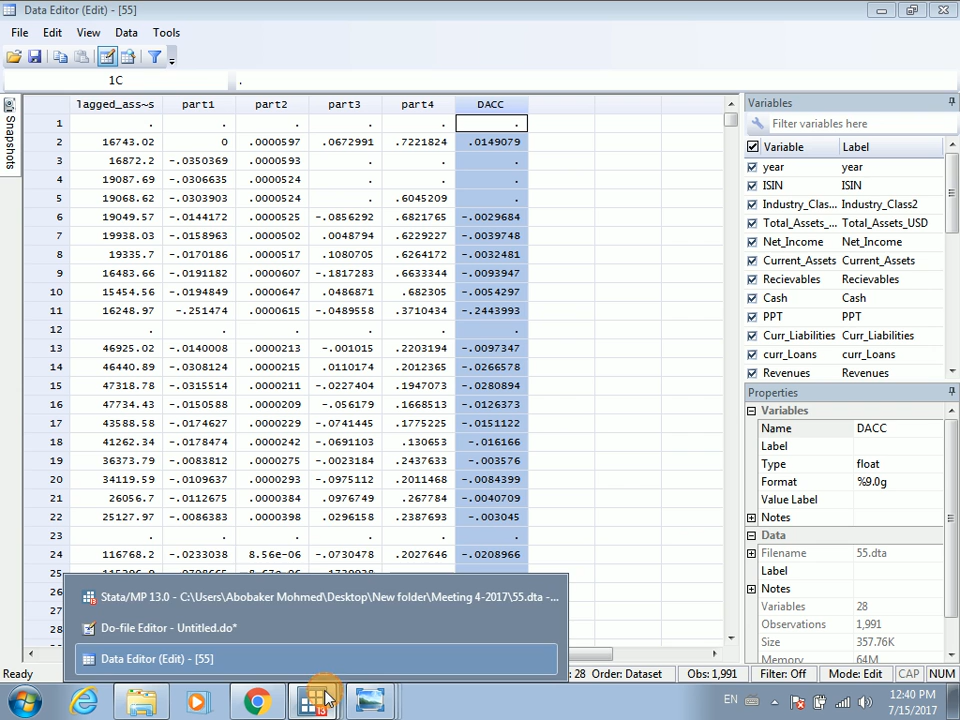 Data Editor (Edit) - [55]
File Edit View Data Tools
1C .
Snapshots
lagged_ass~s part1 part2 part3 part4 DACC
1 . . . . . .
2 16743.02 0 .0000597 .0672991 .7221824 .0149079
3 16872.2 -.0350369 .0000593 . . .
4 19087.69 -.0306635 .0000524 . . .
5 19068.62 -.0303903 .0000524 . .6045209 .
6 19049.57 -.0144172 .0000525 -.0856292 .6821765 -.0029684
7 19938.03 -.0158963 .0000502 .0048794 .6229227 -.0039748
8 19335.7 -.0170186 .0000517 .1080705 .6264172 -.0032481
9 16483.66 -.0191182 .0000607 -.1817283 .6633344 -.0093947
10 15454.56 -.0194849 .0000647 .0486871 .682305 -.0054297
11 16248.97 -.251474 .0000615 -.0489558 .3710434 -.2443993
12 . . . . . .
13 46925.02 -.0140008 .0000213 -.001015 .2203194 -.0097347
14 46440.89 -.0308124 .0000215 .0110174 .2012365 -.0266578
15 47318.78 -.0315514 .0000211 -.0227404 .1947073 -.0280894
16 47734.43 -.0150588 .0000209 -.056179 .1668513 -.0126373
17 43588.58 -.0174627 .0000229 -.0741445 .1775225 -.0151122
18 41262.34 -.0178474 .0000242 -.0691103 .130653 -.016166
19 36373.79 -.0083812 .0000275 -.0023184 .2437633 -.003576
20 34119.59 -.0109637 .0000293 -.0975112 .2011468 -.0084399
21 26056.7 -.0112675 .0000384 .0976749 .267784 -.0040709
22 25127.97 -.0086383 .0000398 .0296158 .2387693 -.003045
23 . . . . . .
24 116768.2 -.0233038 8.56e-06 -.0730478 .2027646 -.0208966
25
26
27
28
Variables
Filter variables here
Variable Label
year year
ISIN ISIN
Industry_Clas... Industry_Class2
Total_Assets_... Total_Assets_USD
Net_Income Net_Income
Current_Assets Current_Assets
Recievables Recievables
Cash Cash
PPT PPT
Curr_Liabilities Curr_Liabilities
curr_Loans curr_Loans
Revenues Revenues
Properties
Variables
Name DACC
Label
Type float
Format %9.0g
Value Label
Notes
Data
Filename 55.dta
Label
Notes
Variables 28
Observations 1,991
Size 357.76K
Memory 64M
Stata/MP 13.0 - C:\Users\Abobaker Mohmed\Desktop\New folder\Meeting 4-2017\55.dta -...
Do-file Editor - Untitled.do*
Data Editor (Edit) - [55]
Ready : 28 Order: Dataset Obs: 1,991 Filter: Off Mode: Edit CAP NUM
EN 12:40 PM
7/15/2017